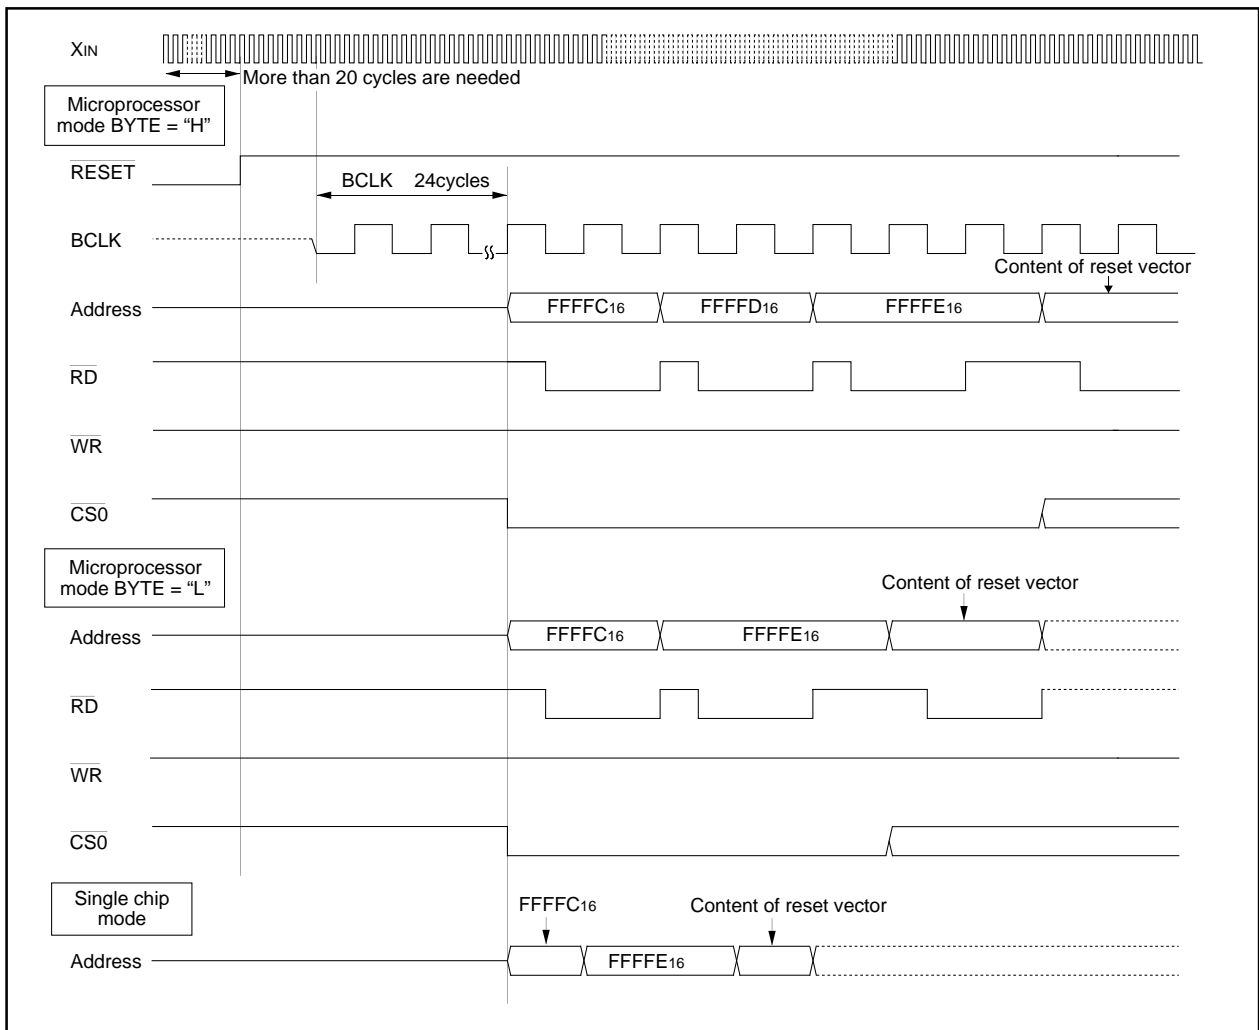 XIN
More than 20 cycles are needed
Microprocessor
mode BYTE = “H”
RESET
BCLK 24cycles
BCLK
Content of reset vector
Address
FFFFC16
FFFFD16
FFFFE16
RD
WR
CS0
Microprocessor
mode BYTE = “L”
Content of reset vector
Address
FFFFC16
FFFFE16
RD
WR
CS0
Single chip
mode
FFFFC16
Content of reset vector
Address
FFFFE16